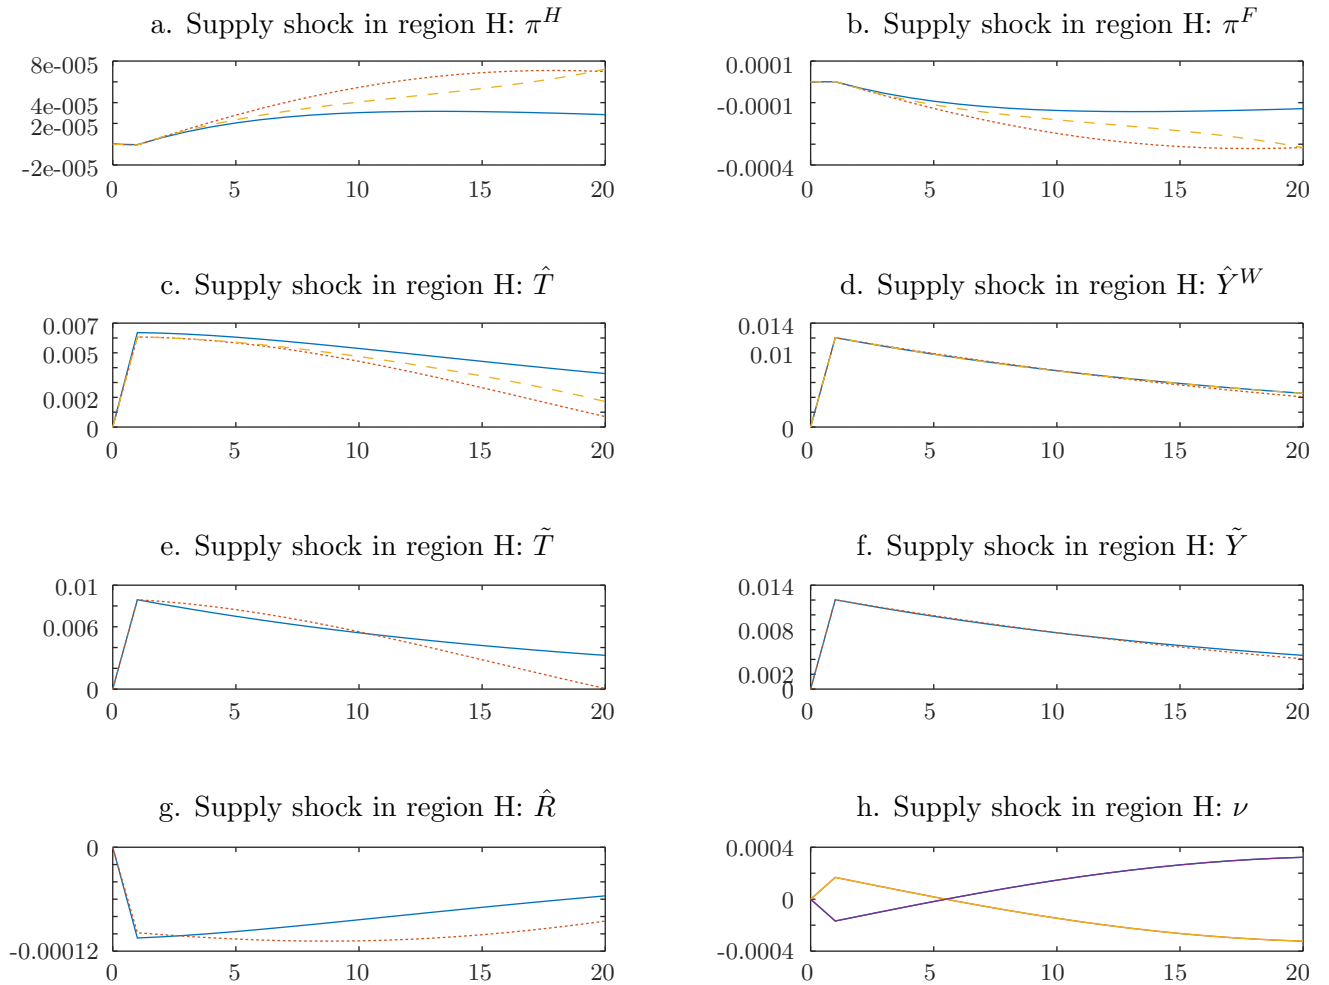 a. Supply shock in region H: π^H
8e-005
4e-005
2e-005
-2e-005
0 5 10 15 20
b. Supply shock in region H: π^F
0.0001
-0.0001
-0.0004
0 5 10 15 20
c. Supply shock in region H: T̂
0.007
0.005
0.002
0
0 5 10 15 20
d. Supply shock in region H: Ŷ^W
0.014
0.01
0
0 5 10 15 20
e. Supply shock in region H: T̃
0.01
0.006
0
0 5 10 15 20
f. Supply shock in region H: Ỹ
0.014
0.008
0.002
0
0 5 10 15 20
g. Supply shock in region H: R̂
0
-0.00012
0 5 10 15 20
h. Supply shock in region H: ν
0.0004
0
-0.0004
0 5 10 15 20